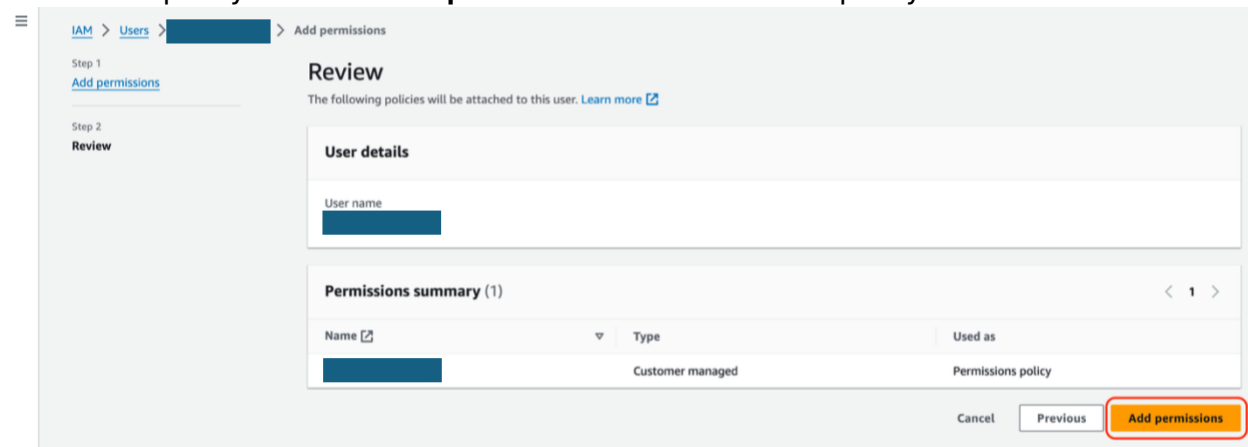 IAM > Users > > Add permissions
Step 1
Add permissions
Step 2
Review
Review
The following policies will be attached to this user. Learn more
User details
User name
Permissions summary (1)
< 1 >
Name Type Used as
Customer managed Permissions policy
Cancel Previous Add permissions